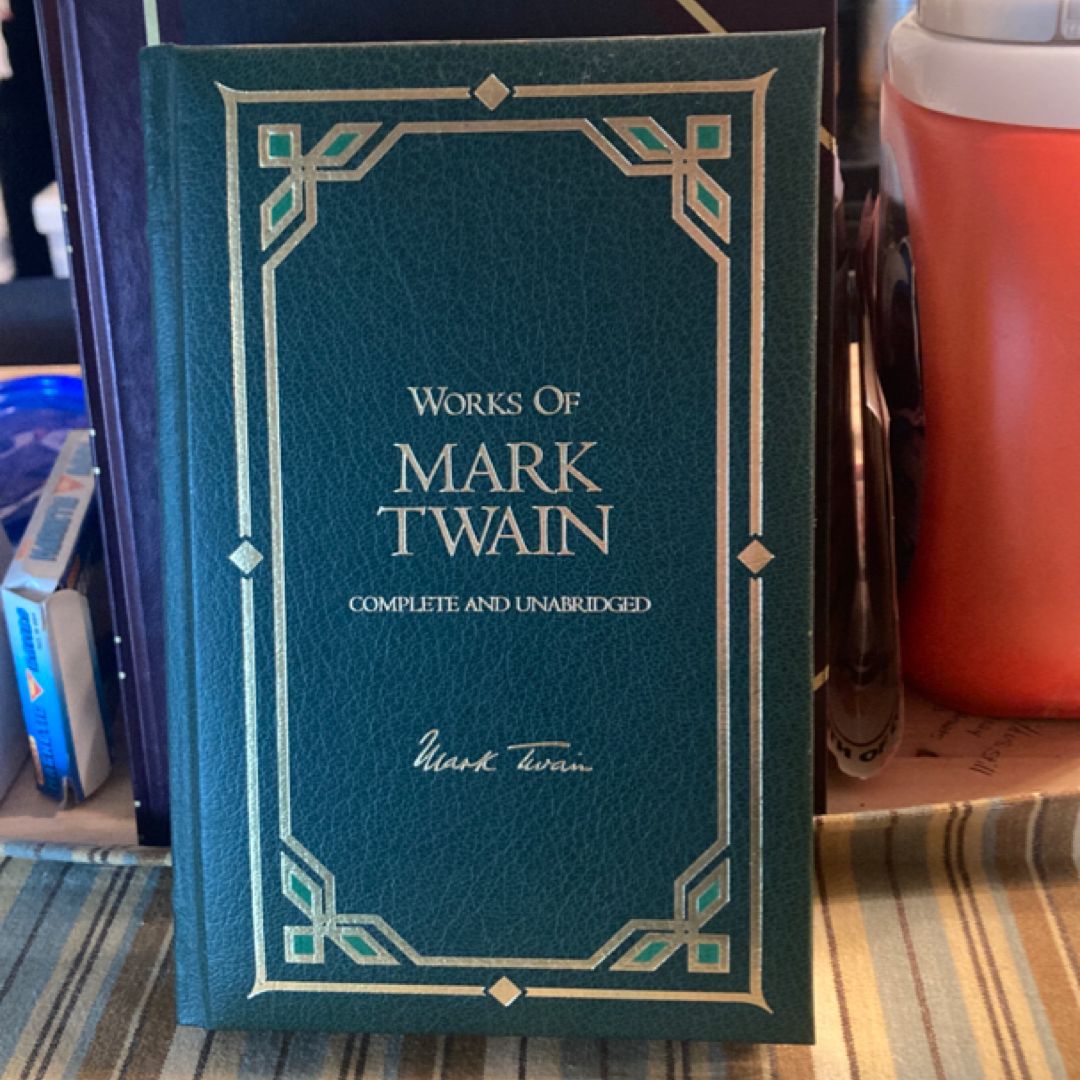 Works Of
MARK
TWAIN
COMPLETE AND UNABRIDGED
Mark Twain